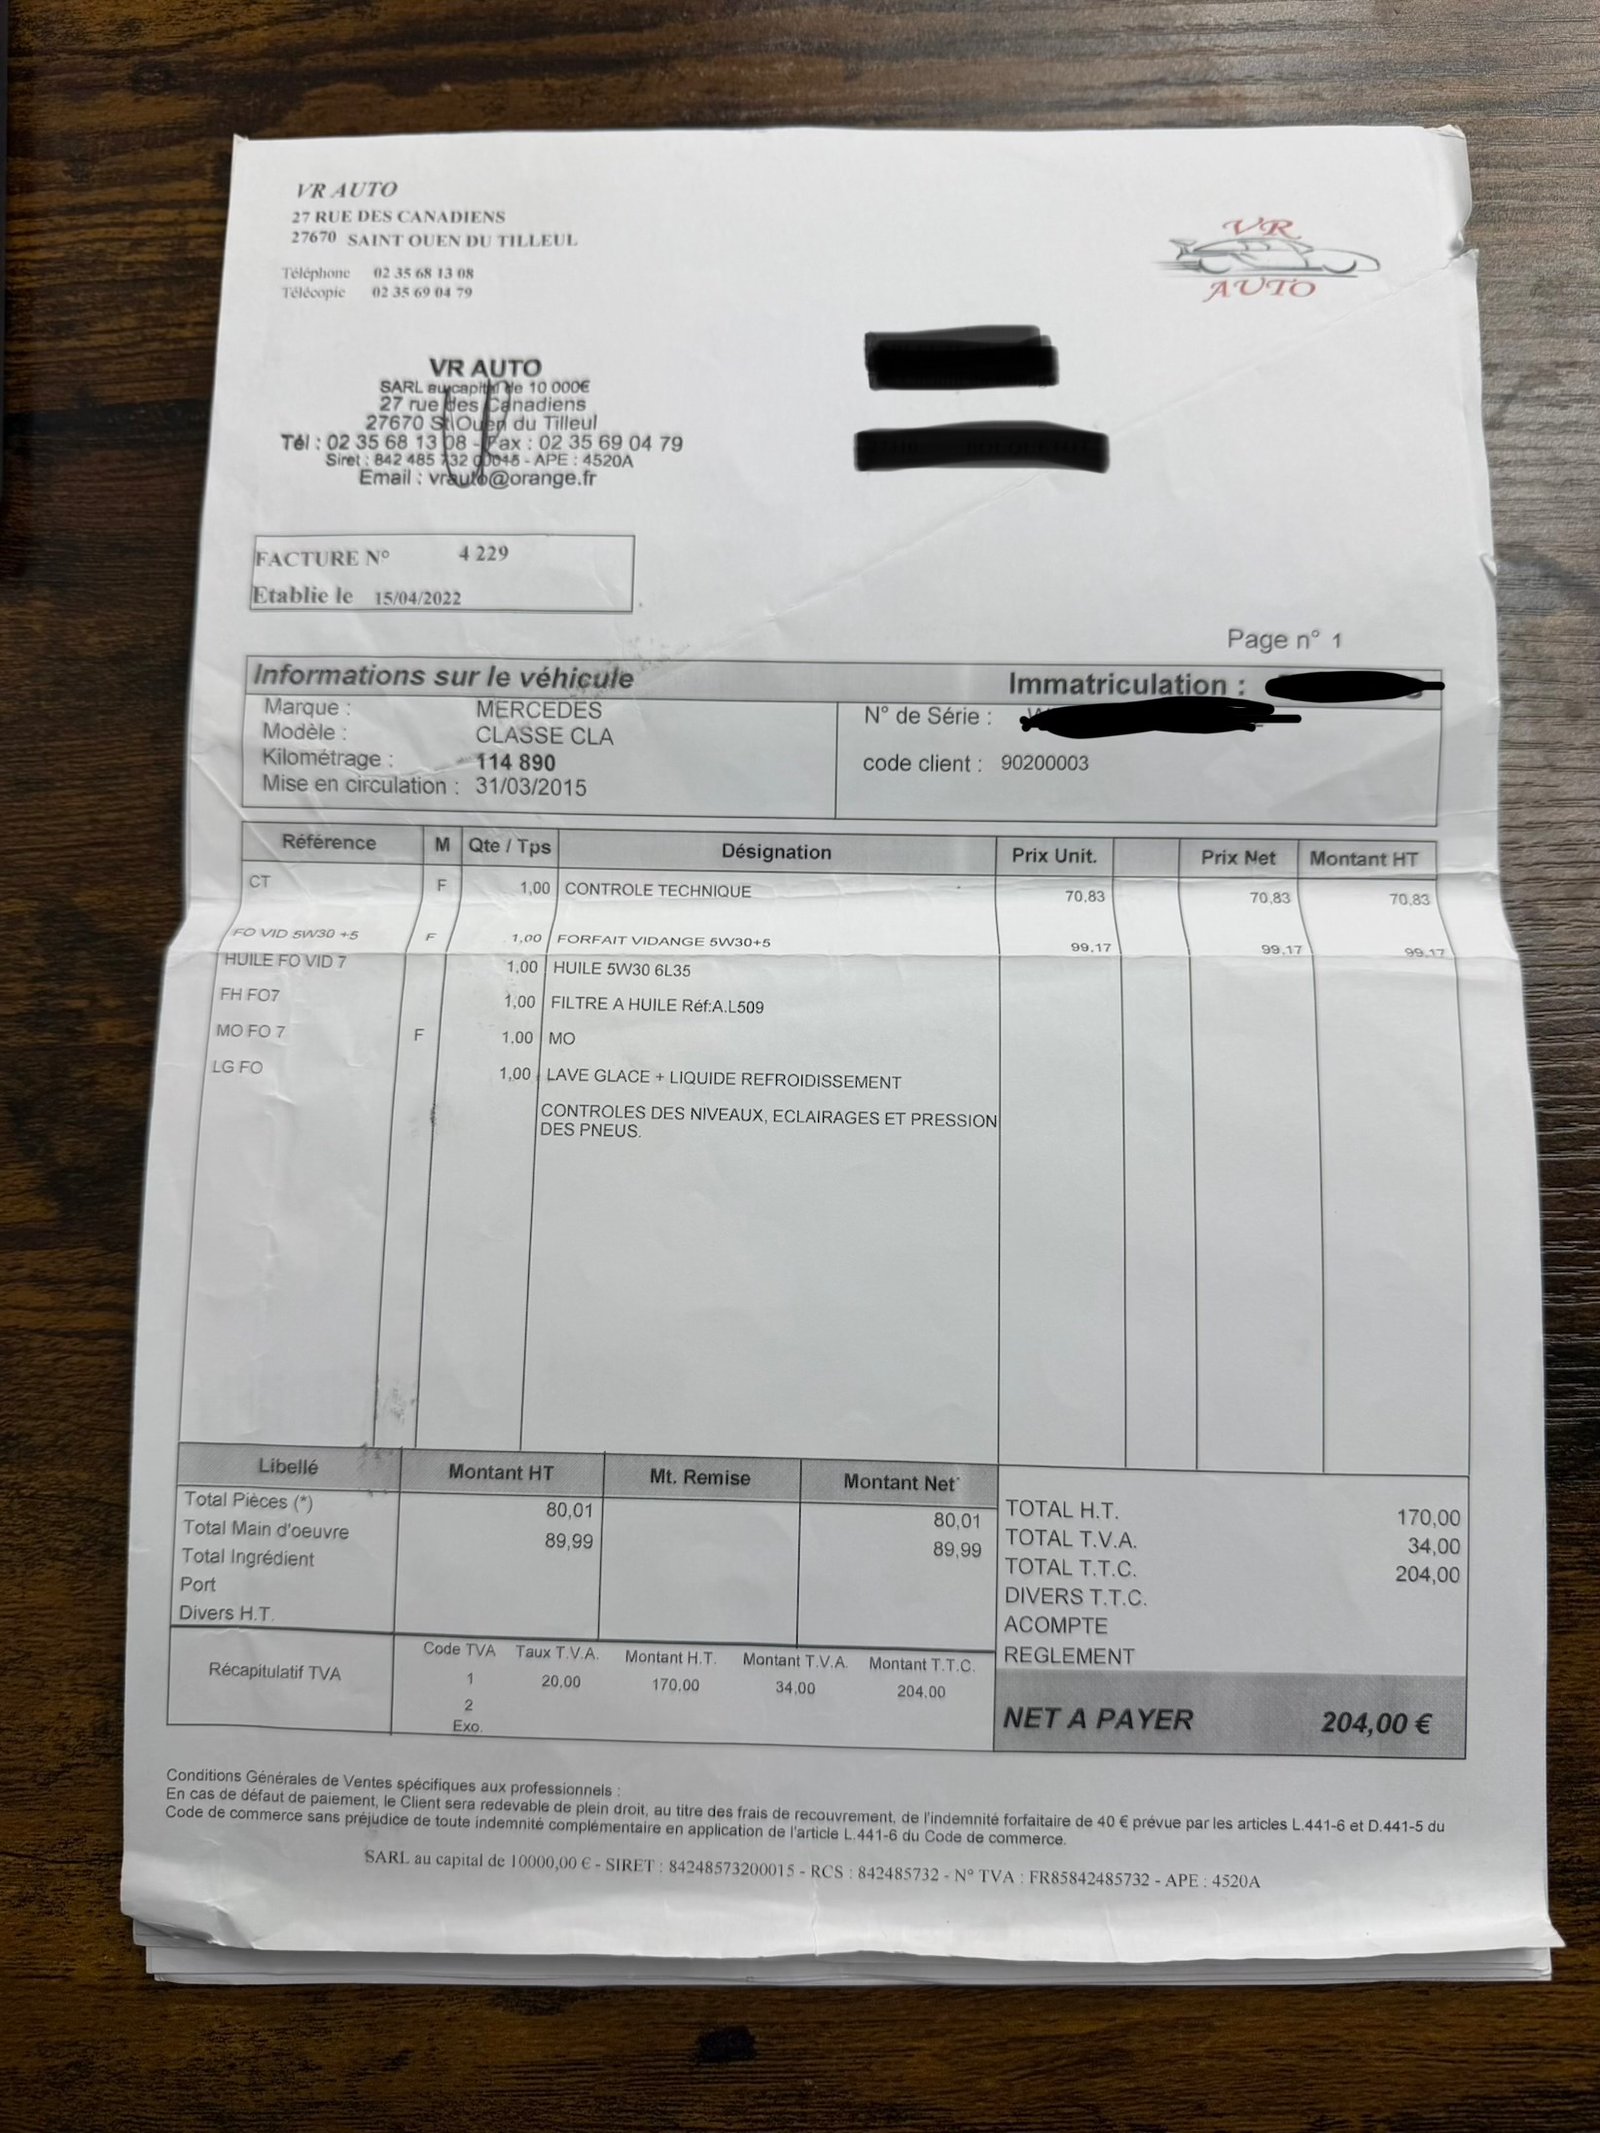 VR AUTO
27 RUE DES CANADIENS
27670 SAINT OUEN DU TILLEUL
Téléphone 02 35 68 13 08
Télécopie 02 35 69 04 79
VR
AUTO
VR AUTO
SARL au capital de 10 000€
27 rue des Canadiens
27670 St Ouen du Tilleul
Tél : 02 35 68 13 08 - Fax : 02 35 69 04 79
Siret : 842 485 732 00015 - APE : 4520A
Email : vrauto@orange.fr
FACTURE N° 4 229
Etablie le 15/04/2022
Page n° 1
Informations sur le véhicule Immatriculation :
Marque : MERCEDES N° de Série :
Modèle : CLASSE CLA
Kilométrage : 114 890 code client : 90200003
Mise en circulation : 31/03/2015
Référence M Qte / Tps Désignation Prix Unit. Prix Net Montant HT
CT F 1,00 CONTROLE TECHNIQUE 70,83 70,83 70,83
FO VID 5W30 +5 F 1,00 FORFAIT VIDANGE 5W30+5 99,17 99,17 99,17
HUILE FO VID 7 1,00 HUILE 5W30 6L35
FH FO7 1,00 FILTRE A HUILE Réf:A.L509
MO FO 7 F 1.00 MO
LG FO 1,00 LAVE GLACE + LIQUIDE REFROIDISSEMENT
CONTROLES DES NIVEAUX, ECLAIRAGES ET PRESSION
DES PNEUS.
Libellé Montant HT Mt. Remise Montant Net
Total Pièces (*) 80,01 80,01
Total Main d'oeuvre 89,99 89,99
Total Ingrédient
Port
Divers H.T.
TOTAL H.T. 170,00
TOTAL T.V.A. 34,00
TOTAL T.T.C. 204,00
DIVERS T.T.C.
ACOMPTE
REGLEMENT
Récapitulatif TVA
Code TVA Taux T.V.A. Montant H.T. Montant T.V.A. Montant T.T.C.
1 20,00 170,00 34,00 204,00
2
Exo.
NET A PAYER 204,00 €
Conditions Générales de Ventes spécifiques aux professionnels :
En cas de défaut de paiement, le Client sera redevable de plein droit, au titre des frais de recouvrement, de l'indemnité forfaitaire de 40 € prévue par les articles L.441-6 et D.441-5 du
Code de commerce sans préjudice de toute indemnité complémentaire en application de l'article L.441-6 du Code de commerce.
SARL au capital de 10000,00 € - SIRET : 84248573200015 - RCS : 842485732 - N° TVA : FR85842485732 - APE : 4520A